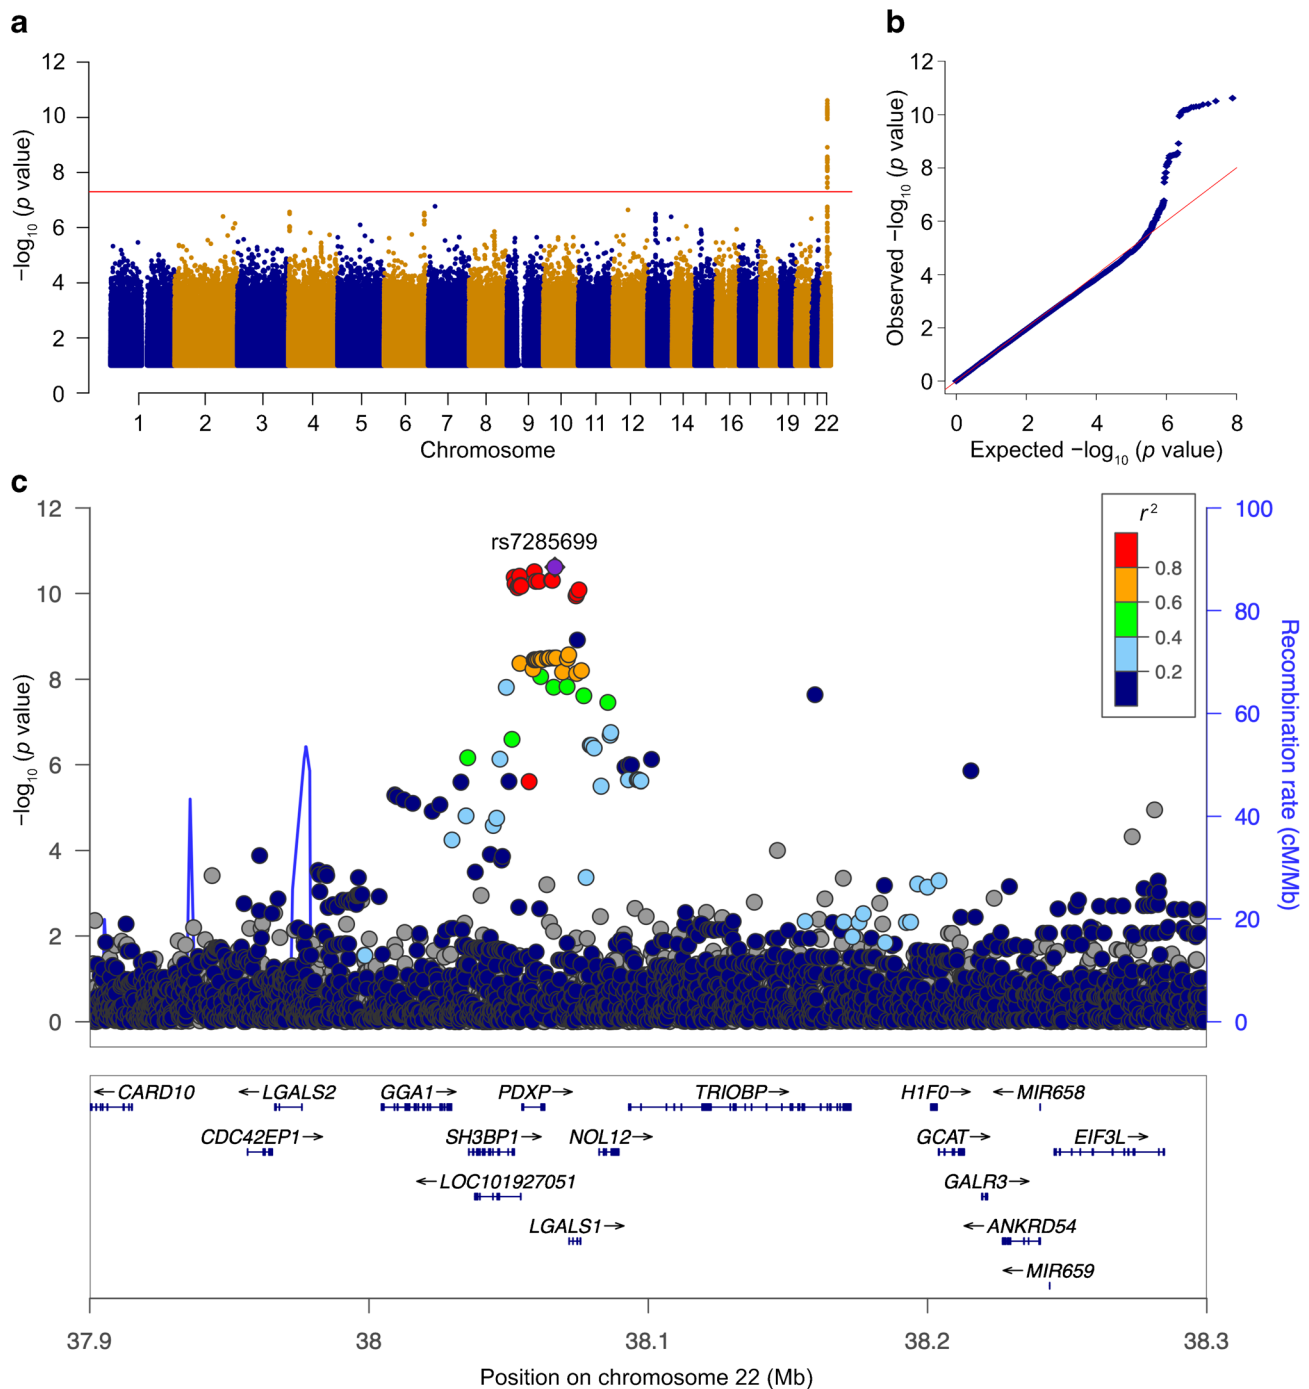 a
12
10
8
6
4
2
0
−log10 (p value)
1 2 3 4 5 6 7 8 9 10 11 12 14 16 19 22
Chromosome
b
12
10
8
6
4
2
0
Observed −log10 (p value)
0 2 4 6 8
Expected −log10 (p value)
c
12
10
8
6
4
2
0
−log10 (p value)
rs7285699
r2
0.8
0.6
0.4
0.2
100
80
60
40
20
0
Recombination rate (cM/Mb)
←CARD10 ←LGALS2 GGA1→ PDXP→ TRIOBP→ H1F0→ ←MIR658
CDC42EP1→ SH3BP1→ NOL12→ GCAT→ EIF3L→
←LOC101927051 GALR3→
LGALS1→ ←ANKRD54
←MIR659
37.9 38 38.1 38.2 38.3
Position on chromosome 22 (Mb)